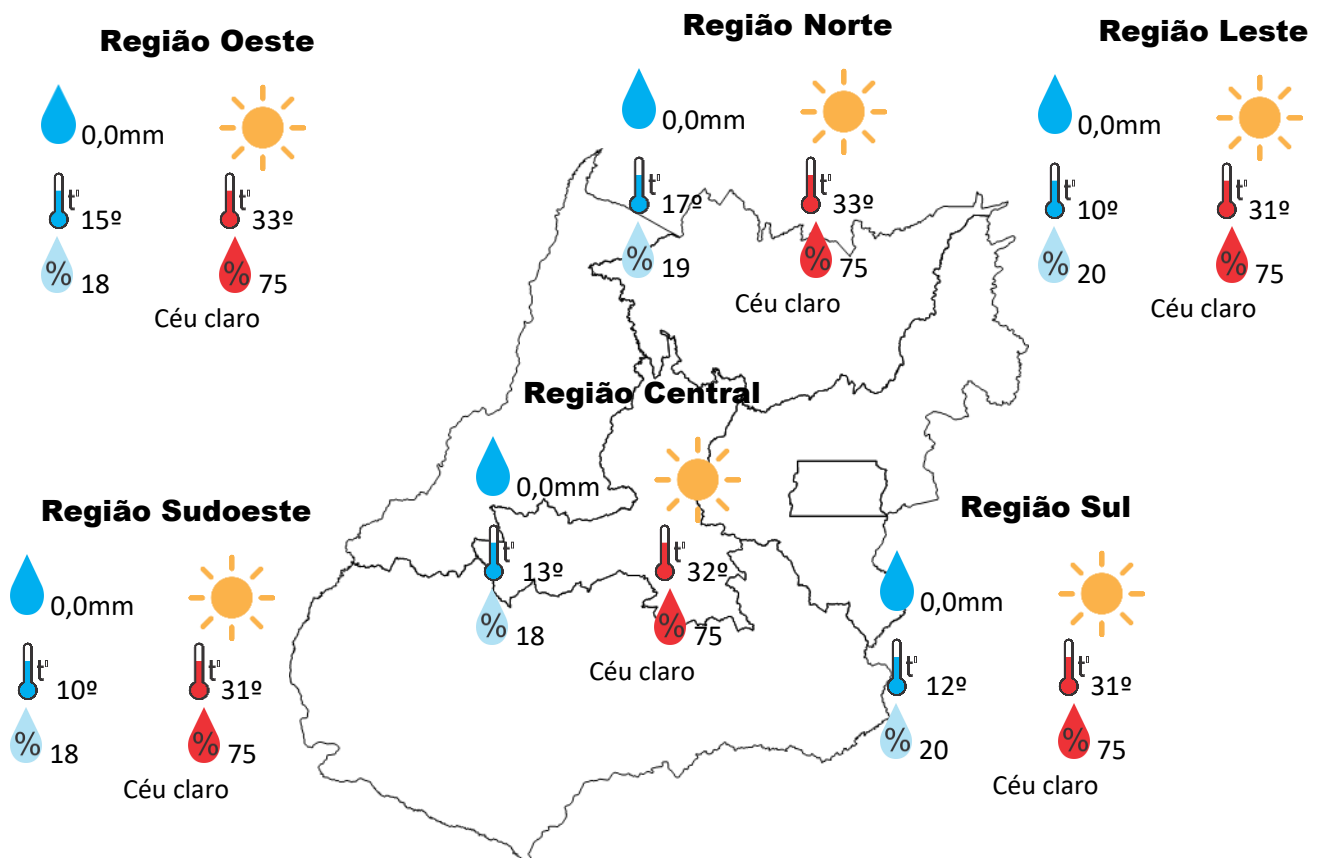 Região Oeste
0,0mm
t°
15º
t°
33º
%
18
%
75
Céu claro
Região Norte
0,0mm
t°
17º
t°
33º
%
19
%
75
Céu claro
Região Leste
0,0mm
t°
10º
t°
31º
%
20
%
75
Céu claro
Região Central
0,0mm
t°
13º
t°
32º
%
18
%
75
Céu claro
Região Sudoeste
0,0mm
t°
10º
t°
31º
%
18
%
75
Céu claro
Região Sul
0,0mm
t°
12º
t°
31º
%
20
%
75
Céu claro